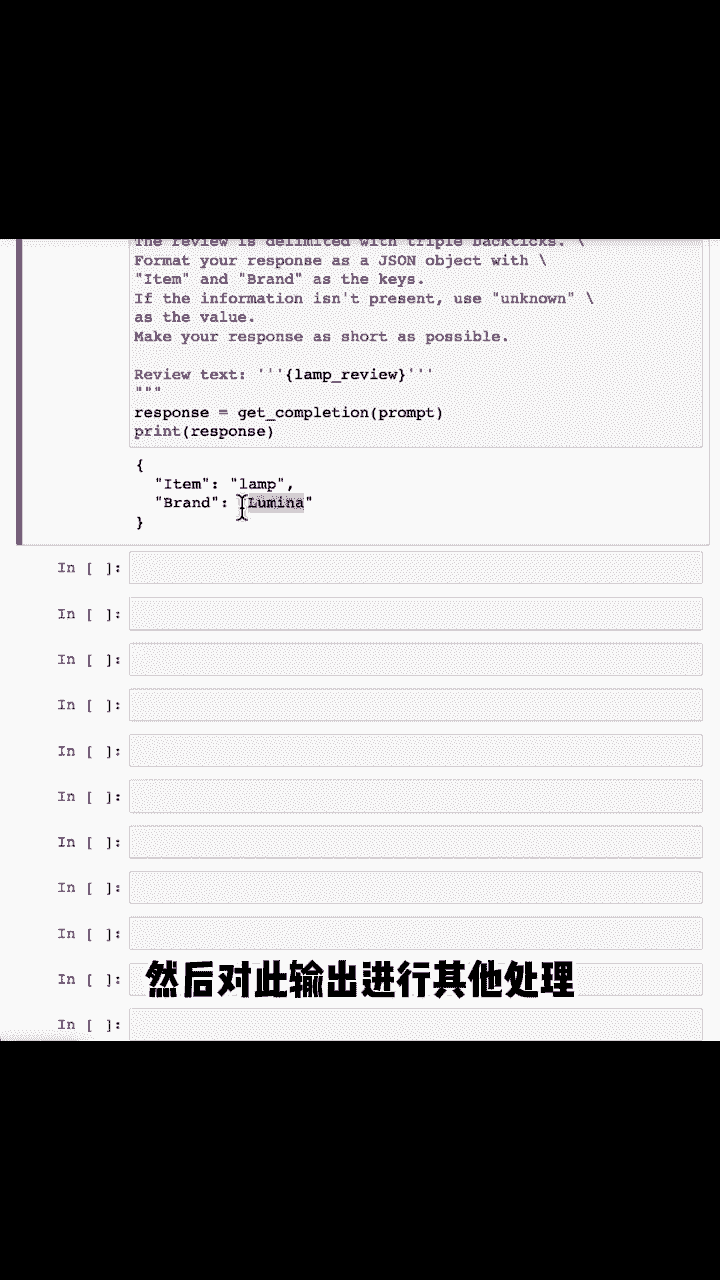 The review is delimited with triple backticks. \
Format your response as a JSON object with \
"Item" and "Brand" as the keys.
If the information isn't present, use "unknown" \
as the value.
Make your response as short as possible.
Review text: '''{lamp_review}'''
"""
response = get_completion(prompt)
print(response)
{
"Item": "lamp",
"Brand": "Lumina"
}
In [ ]:
In [ ]:
In [ ]:
In [ ]:
In [ ]:
In [ ]:
In [ ]:
In [ ]:
In [ ]:
In [ ]:
然后对此输出进行其他处理
In [ ]: